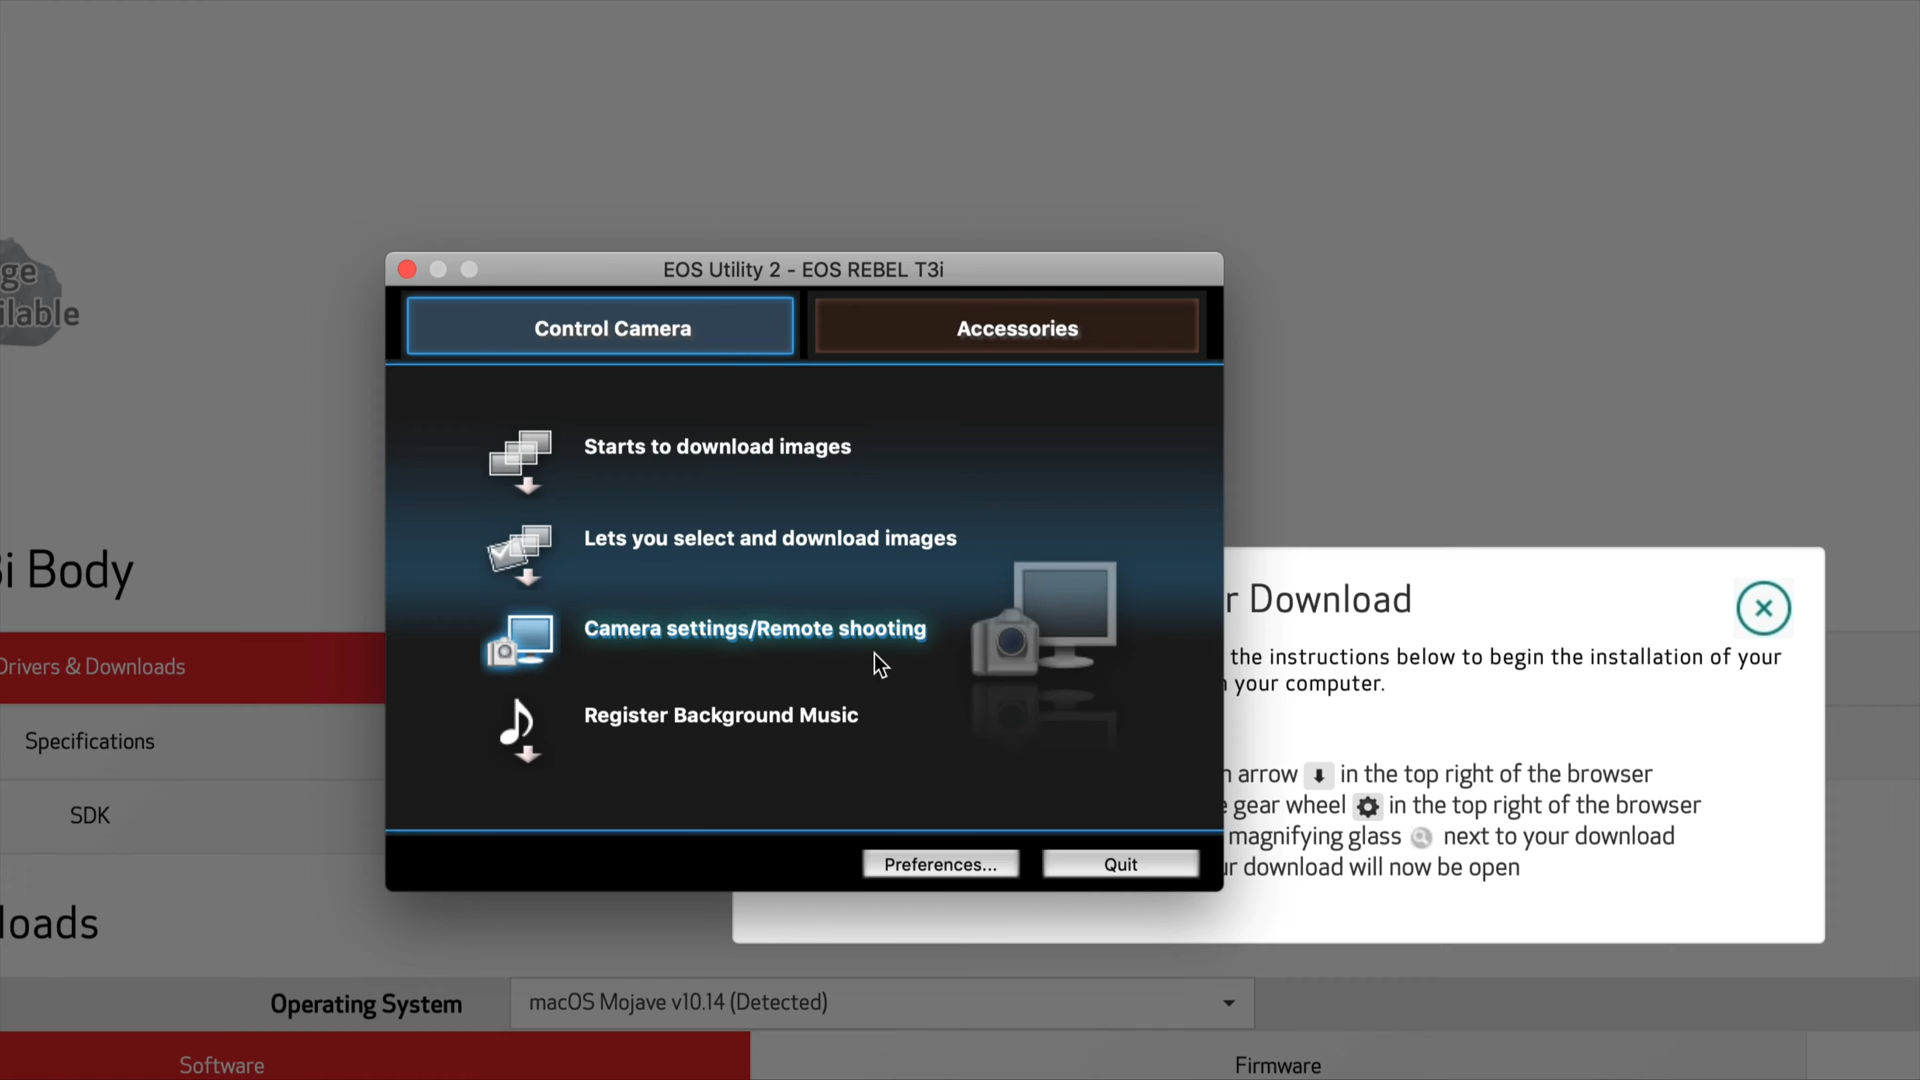 ge
ilable
EOS Utility 2 - EOS REBEL T3i
Control Camera
Accessories
Starts to download images
Lets you select and download images
Camera settings/Remote shooting
Register Background Music
Preferences...
Quit
i Body
Drivers & Downloads
Specifications
SDK
loads
r Download
the instructions below to begin the installation of your
your computer.
arrow in the top right of the browser
gear wheel in the top right of the browser
magnifying glass next to your download
download will now be open
Operating System
macOS Mojave v10.14 (Detected)
Software
Firmware